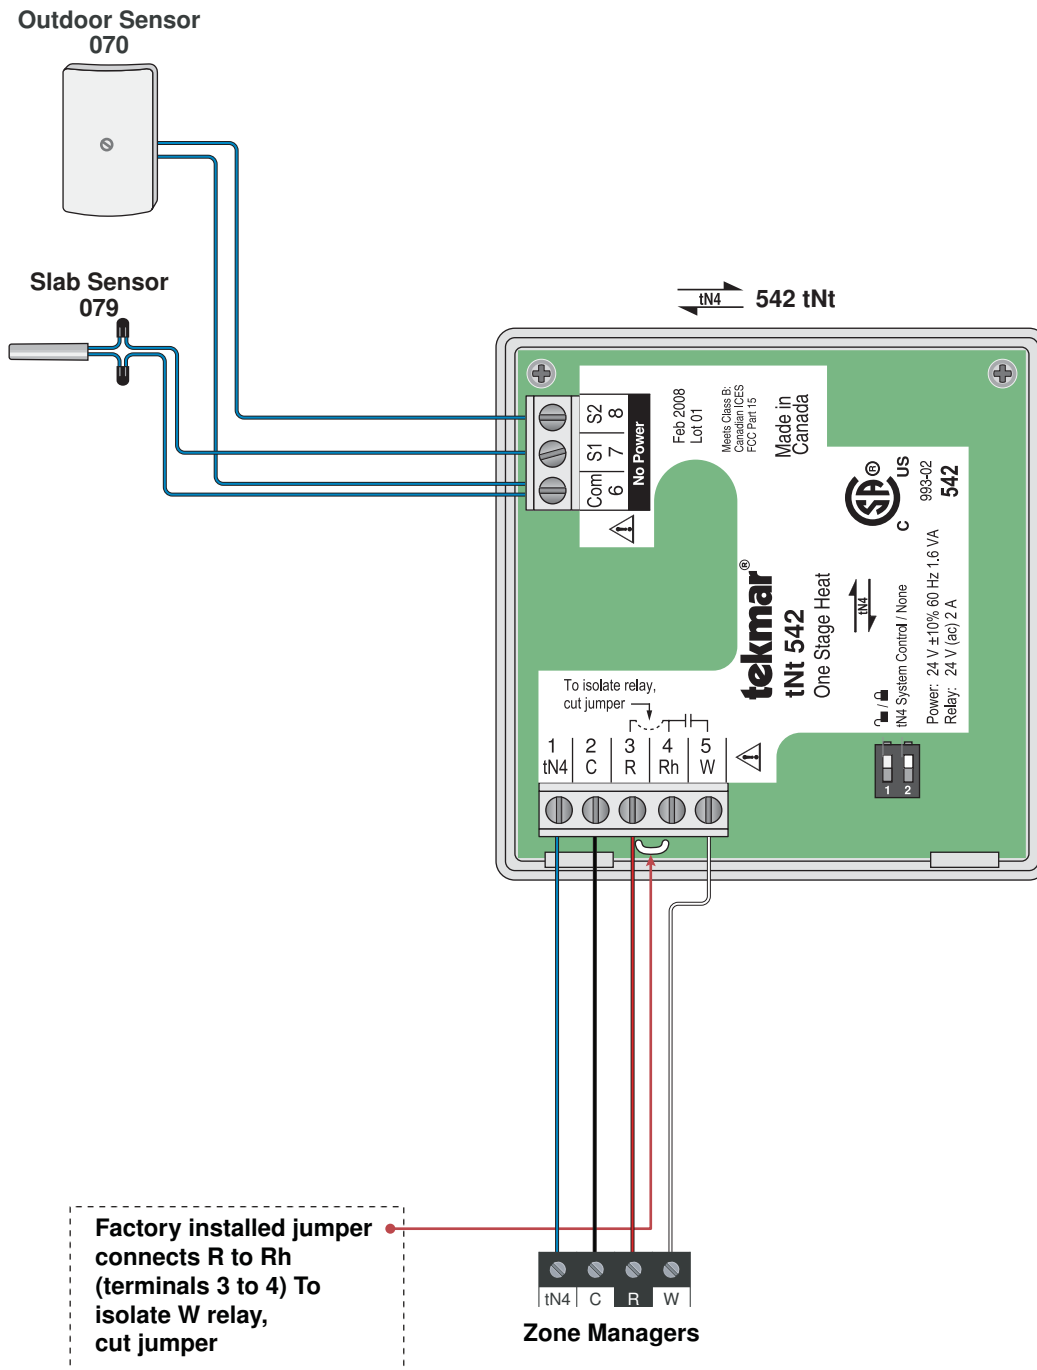 Outdoor Sensor
070
Slab Sensor
079
tN4 542 tNt
S2 8
S1 7
Com 6
No Power
Feb 2008
Lot 01
Meets Class B:
Canadian ICES
FCC Part 15
Made in
Canada
SA®
C US
993-02
542
tekmar®
tNt 542
One Stage Heat
tN4
/
tN4 System Control / None
Power: 24 V ±10% 60 Hz 1.6 VA
Relay: 24 V (ac) 2 A
To isolate relay,
cut jumper
1 2 3 4 5
tN4 C R Rh W
1 2
Factory installed jumper
connects R to Rh
(terminals 3 to 4) To
isolate W relay,
cut jumper
tN4 C R W
Zone Managers